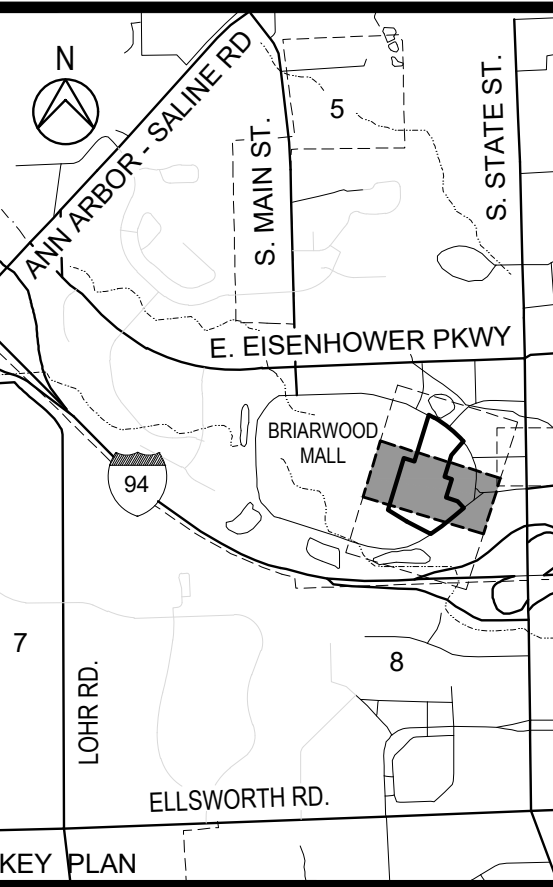 N
ANN ARBOR - SALINE RD
5
S. MAIN ST.
S. STATE ST.
E. EISENHOWER PKWY
BRIARWOOD
MALL
94
7
8
LOHR RD.
ELLSWORTH RD.
KEY PLAN